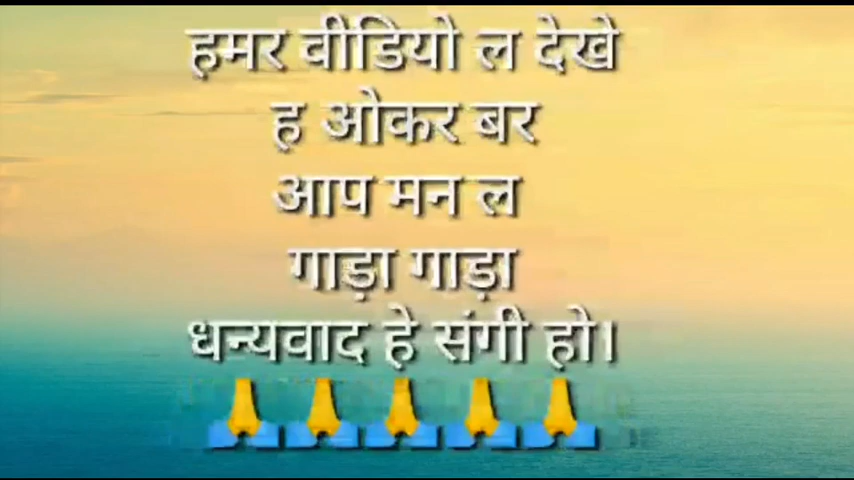 हमर वीडियो ल देखे
ह ओकर बर
आप मन ल
गाड़ा गाड़ा
धन्यवाद हे संगी हो।
🙏🙏🙏🙏🙏